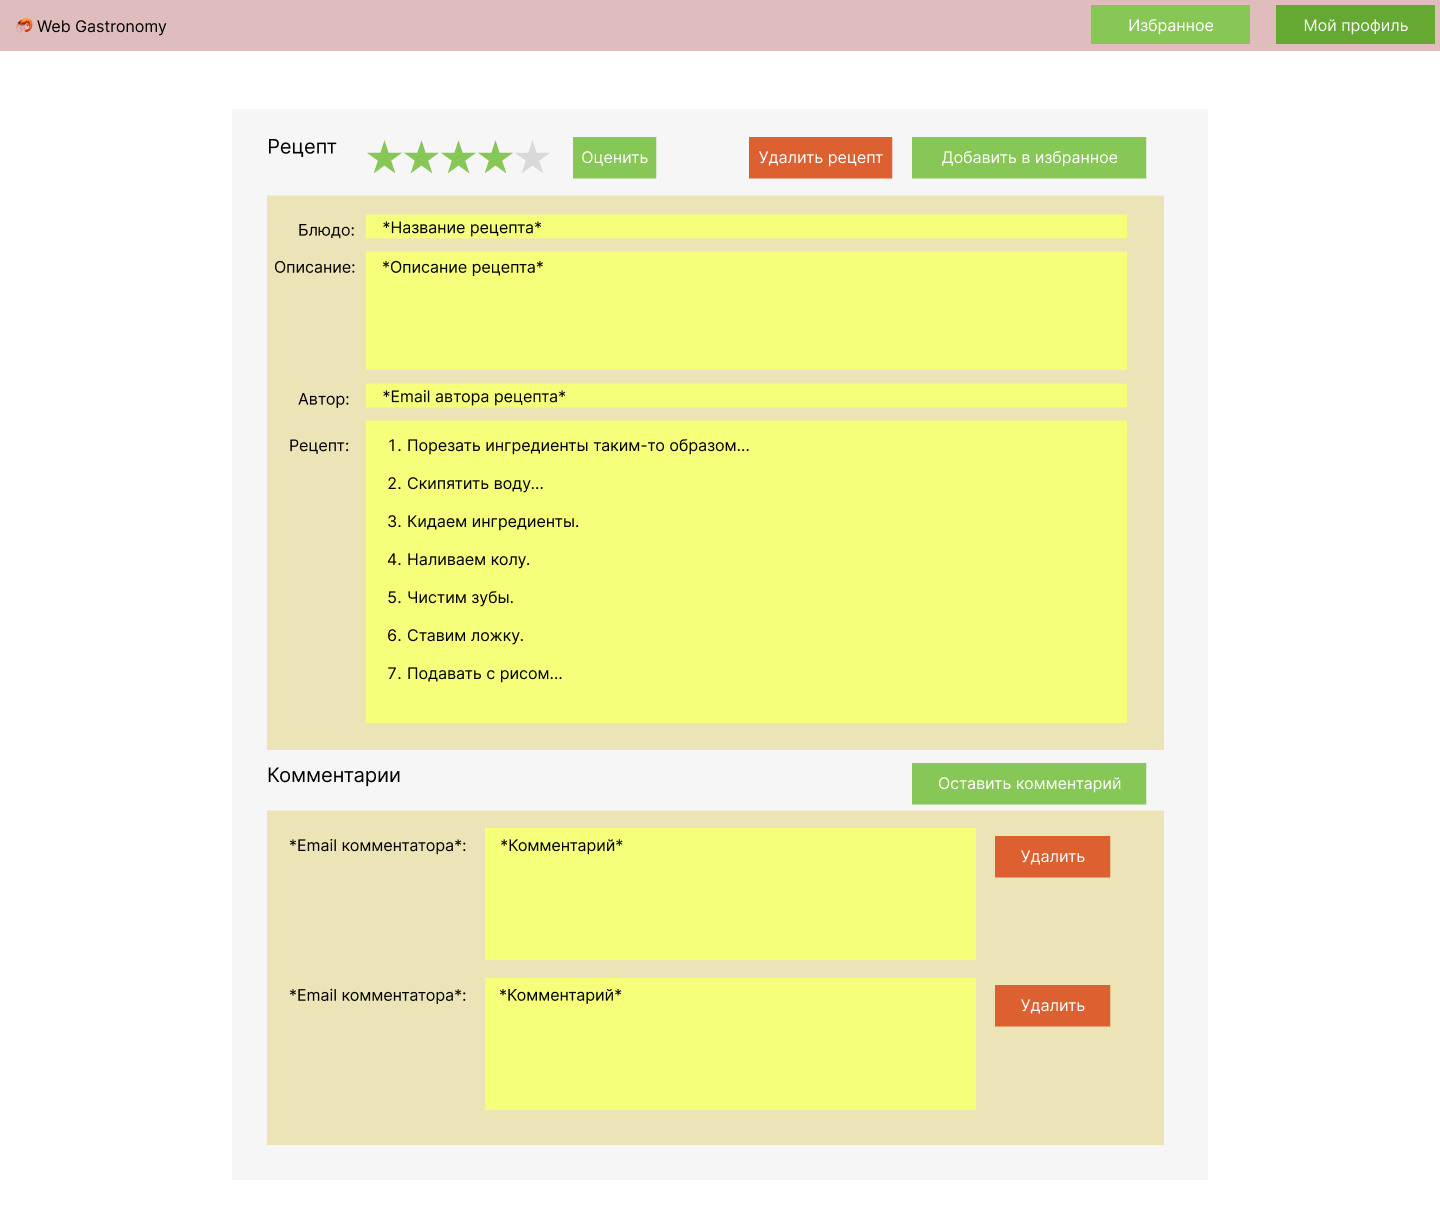 Web Gastronomy
Избранное
Мой профиль
Рецепт
Оценить
Удалить рецепт
Добавить в избранное
Блюдо:
*Название рецепта*
Описание:
*Описание рецепта*
Автор:
*Email автора рецепта*
Рецепт:
1. Порезать ингредиенты таким-то образом...
2. Скипятить воду...
3. Кидаем ингредиенты.
4. Наливаем колу.
5. Чистим зубы.
6. Ставим ложку.
7. Подавать с рисом...
Комментарии
Оставить комментарий
*Email комментатора*:
*Комментарий*
Удалить
*Email комментатора*:
*Комментарий*
Удалить